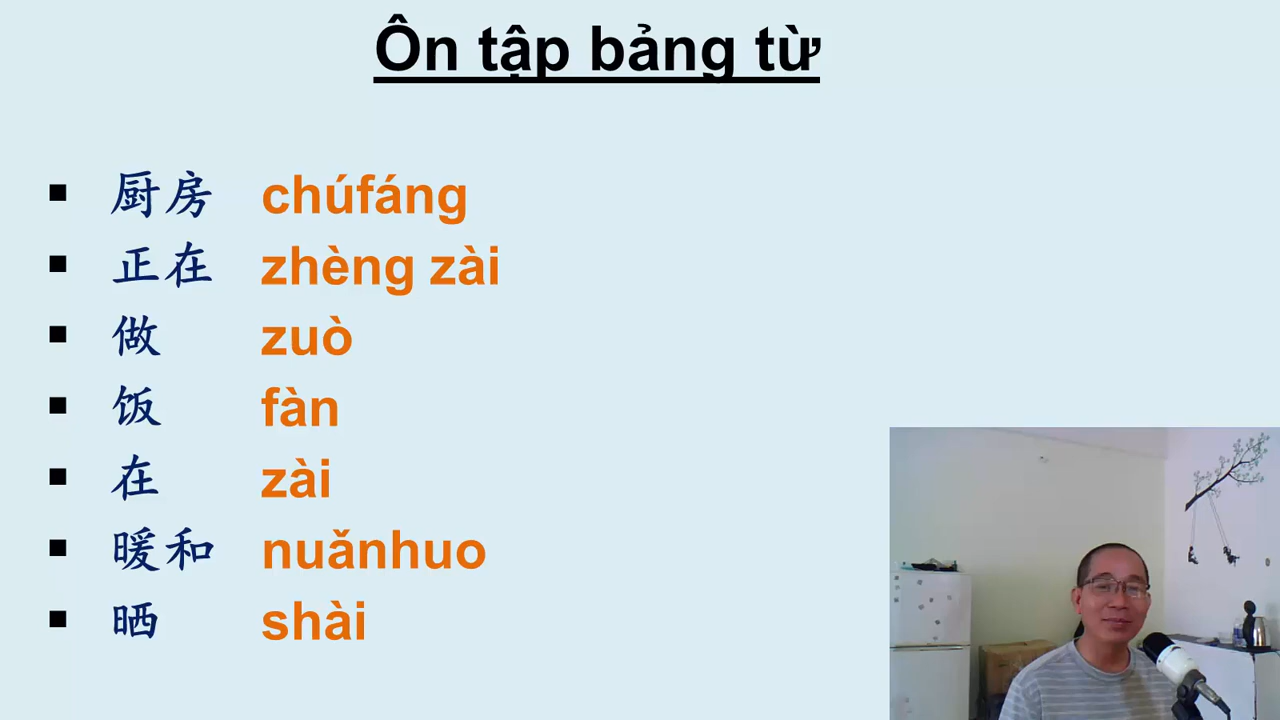 Ôn tập bảng từ
▪ 厨房 chúfáng
▪ 正在 zhèng zài
▪ 做 zuò
▪ 饭 fàn
▪ 在 zài
▪ 暖和 nuǎnhuo
▪ 晒 shài